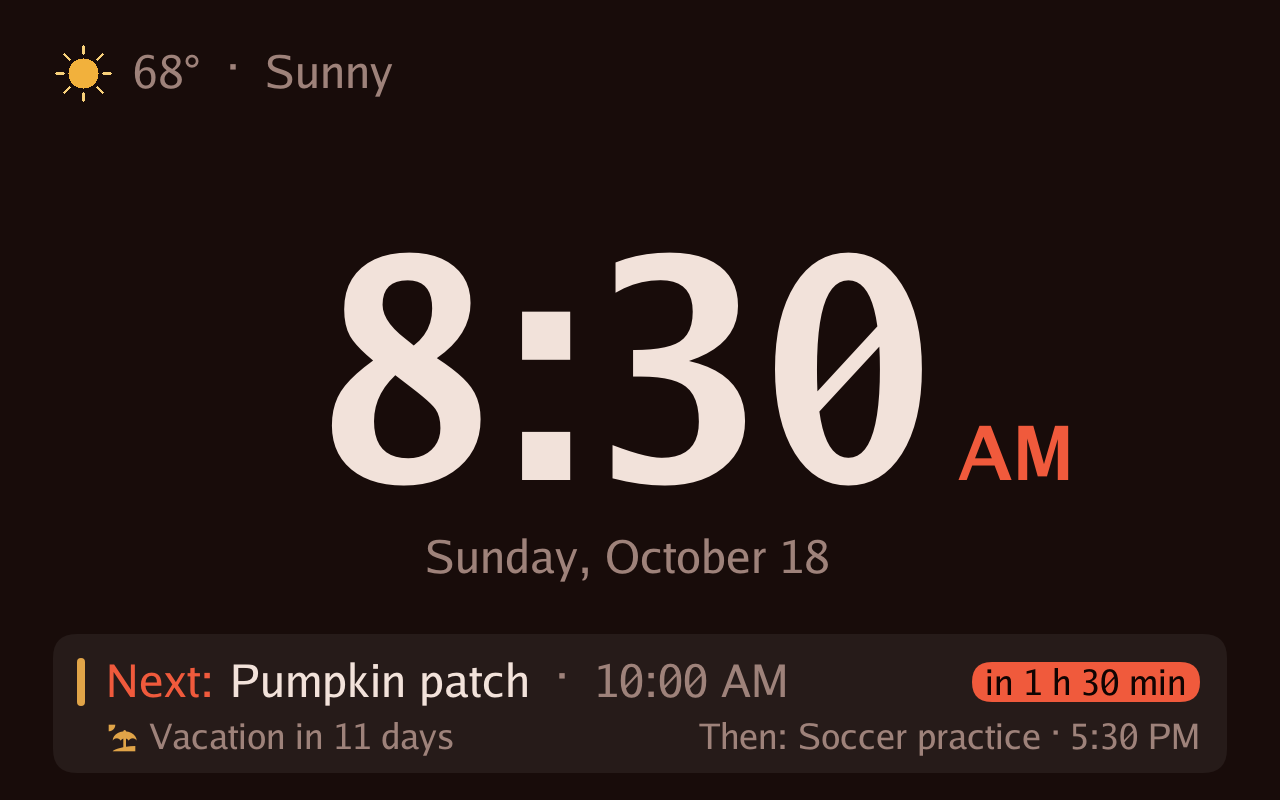 68° · Sunny
8:30 AM
Sunday, October 18
Next: Pumpkin patch · 10:00 AM in 1 h 30 min
Vacation in 11 days Then: Soccer practice · 5:30 PM